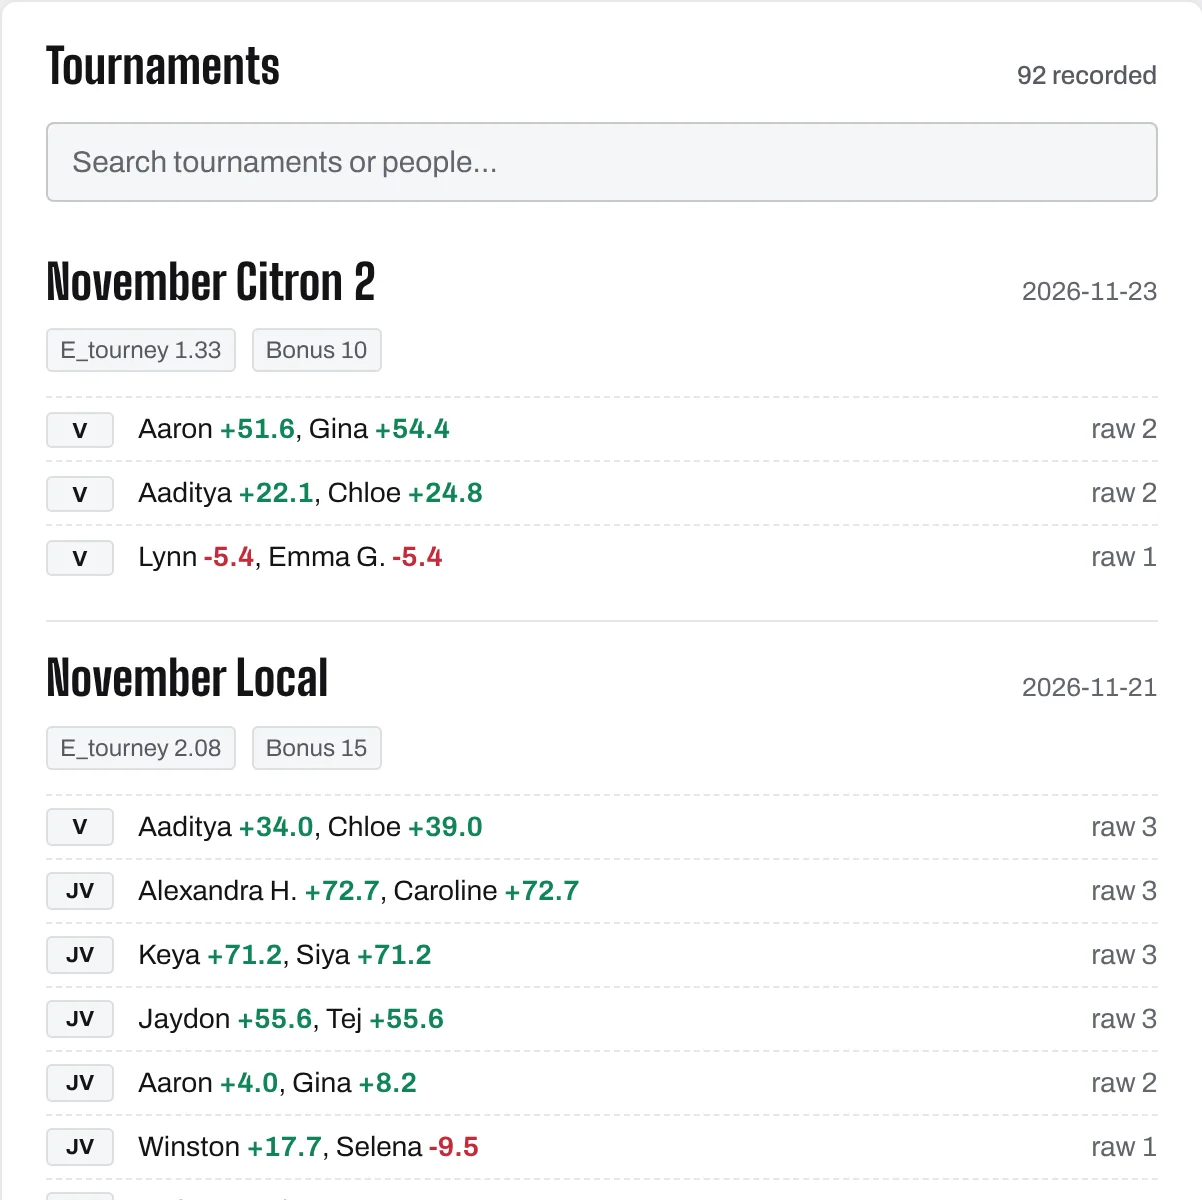 Tournaments
92 recorded
Search tournaments or people...
November Citron 2
2026-11-23
E_tourney 1.33 Bonus 10
V Aaron +51.6, Gina +54.4 raw 2
V Aaditya +22.1, Chloe +24.8 raw 2
V Lynn -5.4, Emma G. -5.4 raw 1
November Local
2026-11-21
E_tourney 2.08 Bonus 15
V Aaditya +34.0, Chloe +39.0 raw 3
JV Alexandra H. +72.7, Caroline +72.7 raw 3
JV Keya +71.2, Siya +71.2 raw 3
JV Jaydon +55.6, Tej +55.6 raw 3
JV Aaron +4.0, Gina +8.2 raw 2
JV Winston +17.7, Selena -9.5 raw 1